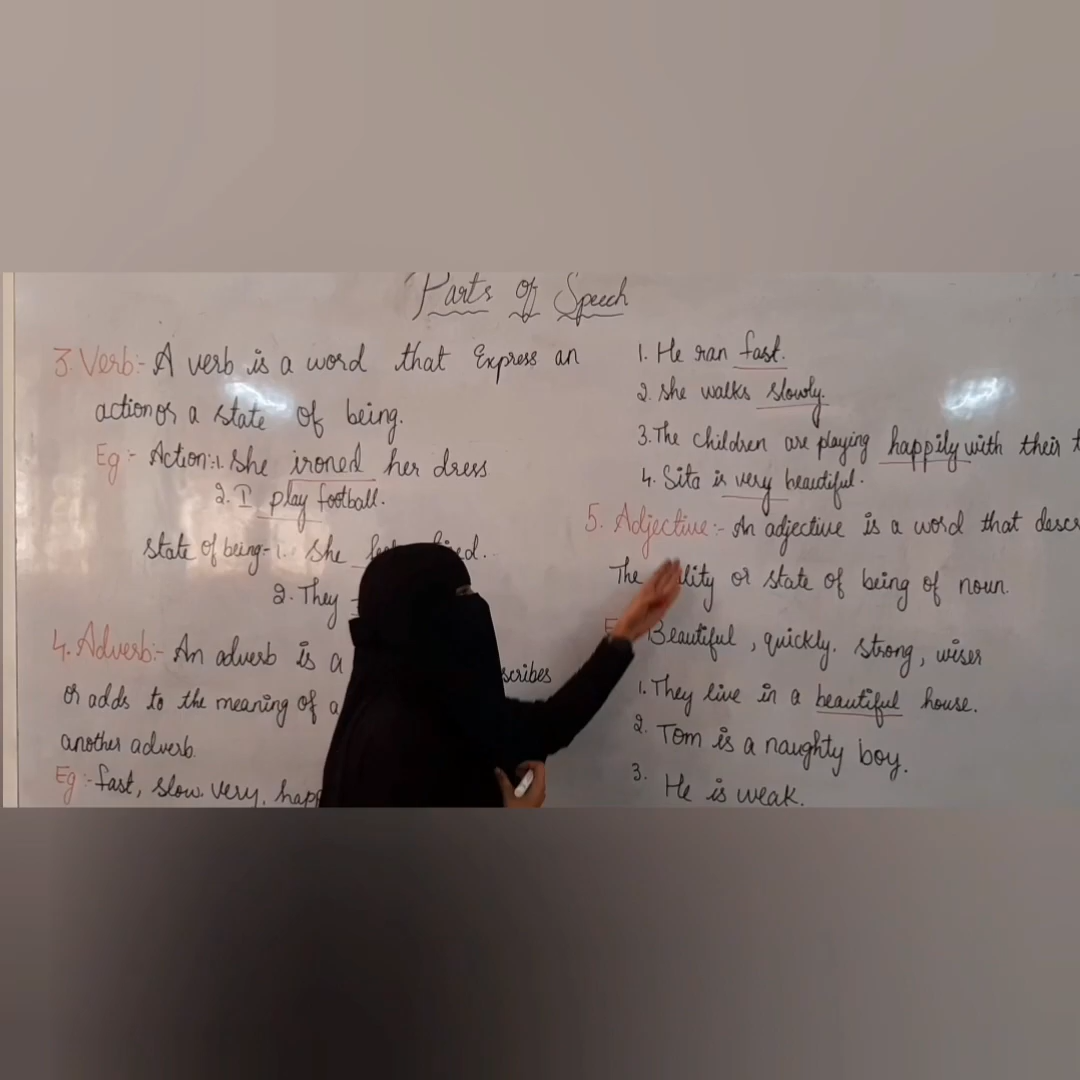 Parts of Speech
3. Verb:- A verb is a word that Express an
action or a state of being.
Eg:- Action:-1. She ironed her dress
2. I play football.
state of being:- 1. She
2. They
4. Adverb:- An adverb is a scribes
or adds to the meaning of a
another adverb.
Eg:- fast, slow. very,
1. He ran fast.
2. she walks slowly.
3. The children are playing happily with their
4. Sita is very beautiful.
5. Adjective:- An adjective is a word that descr
The lity or state of being of noun.
Beautiful, quickly. strong, wiser
1. They live in a beautiful house.
2. Tom is a naughty boy.
3. He is weak.